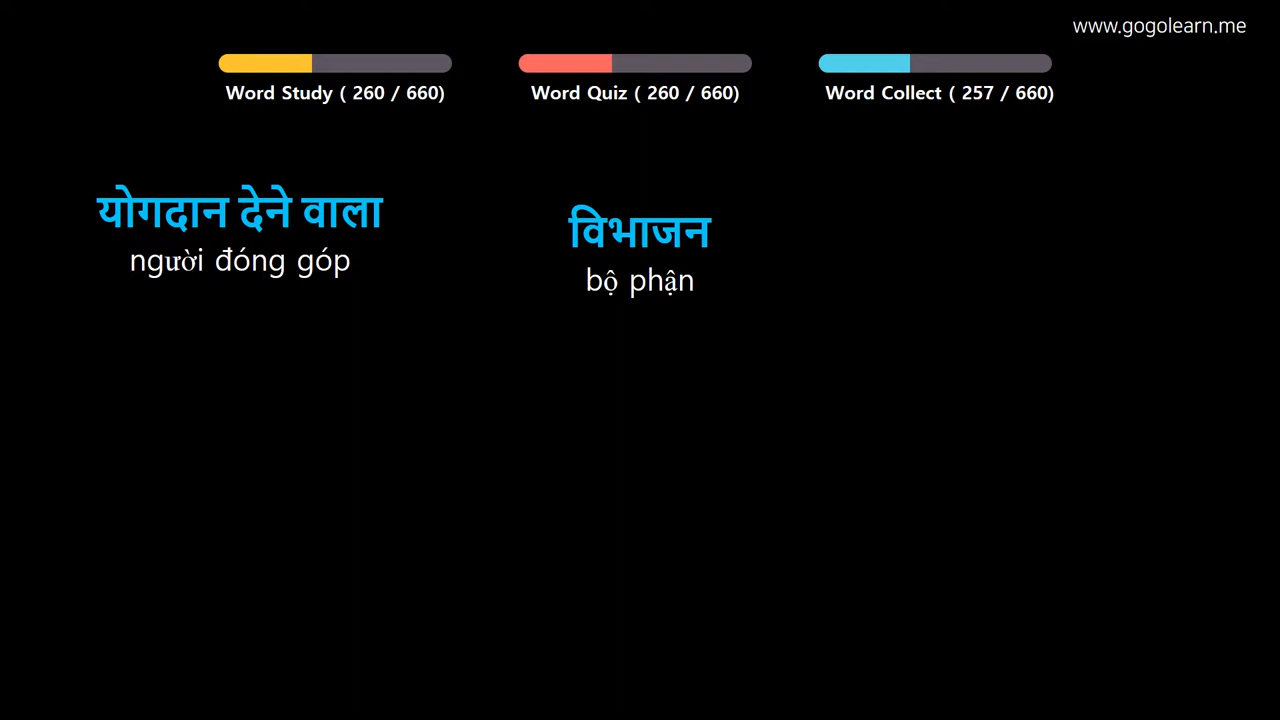 www.gogolearn.me
Word Study ( 260 / 660)
Word Quiz ( 260 / 660)
Word Collect ( 257 / 660)
योगदान देने वाला
người đóng góp
विभाजन
bộ phận